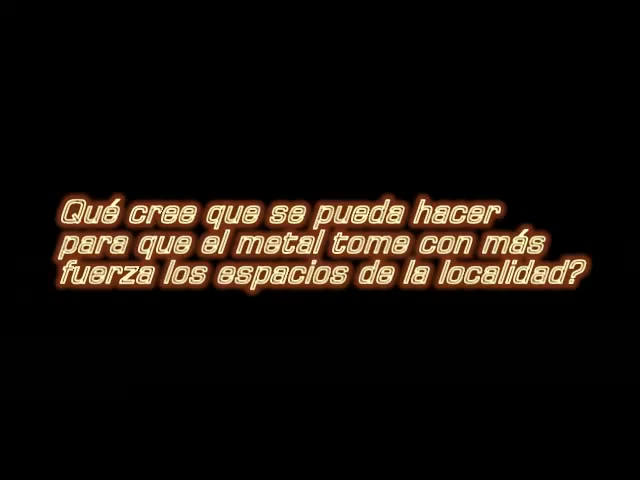 Qué cree que se pueda hacer
para que el metal tome con más
fuerza los espacios de la localidad?